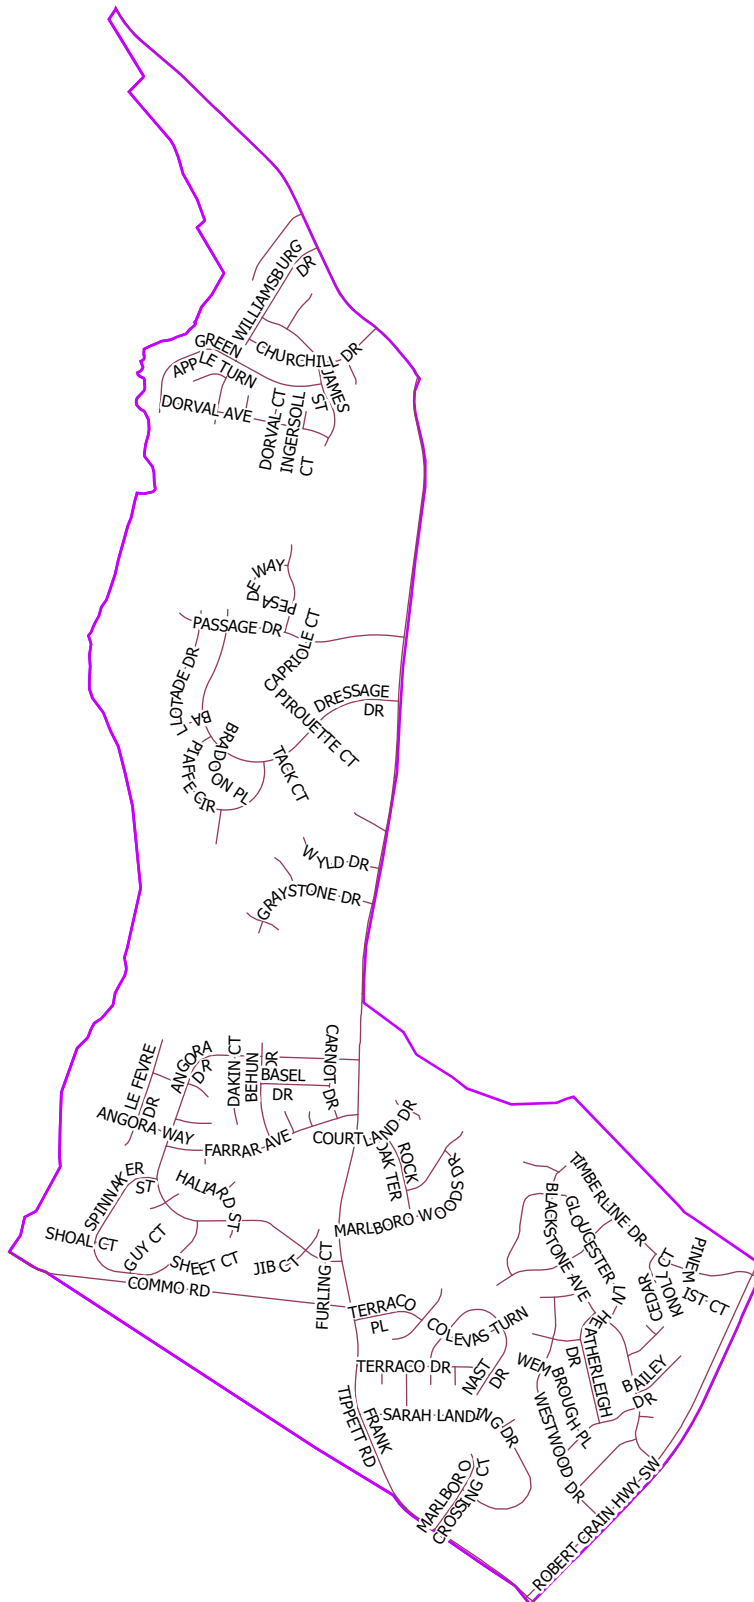 WILLIAMSBURG
DR
GREEN
CHURCHILL DR
APPLE TURN
JAMES
ST
DORVAL AVE
DORVAL CT
INGERSOLL
CT
PESADE WAY
PASSAGE DR
CAPRIOLE CT
BALLOTADE DR
PIROUETTE CT
DRESSAGE
DR
BRADOON PL
PIAFFE CIR
TACK CT
WYLD DR
GRAYSTONE DR
LE FEVRE
DR
ANGORA
DR
DAKIN CT
BEHUN
DR
BASEL
DR
CARNOT DR
ANGORA WAY
FARRAR AVE
COURTLAND DR
ROCK
OAK TER
SPINNAKER
ST
HALIARD ST
MARLBORO WOODS DR
SHOAL CT
GUY CT
SHEET CT
JIB CT
FURLING CT
COMMO RD
TIMBERLINE DR
BLACKSTONE AVE
GLOUCESTER LN
CEDAR
KNOLL CT
PINEMIST CT
TERRACO
PL
COLEVAS TURN
TERRACO DR
NAST
DR
HEATHERLEIGH
DR
WEMBROUGH PL
BAILEY
DR
WESTWOOD DR
FRANK
TIPPETT RD
SARAH LANDING DR
MARLBORO
CROSSING CT
ROBERT CRAIN HWY SW